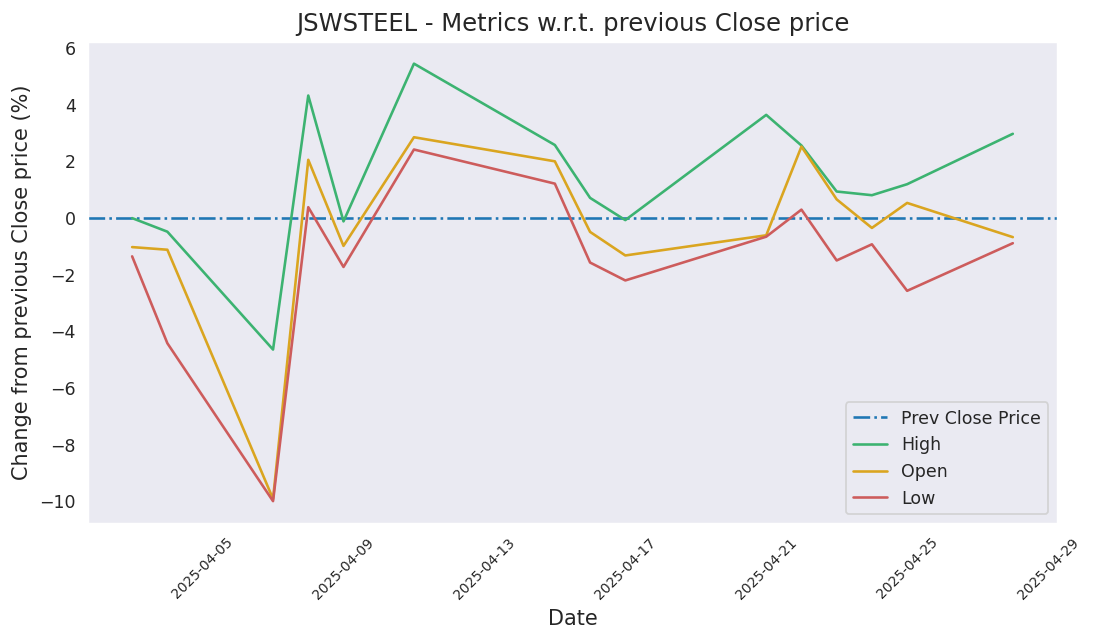 JSWSTEEL - Metrics w.r.t. previous Close price
Change from previous Close price (%)
6
4
2
0
−2
−4
−6
−8
−10
Prev Close Price
High
Open
Low
2025-04-05
2025-04-09
2025-04-13
2025-04-17
2025-04-21
2025-04-25
2025-04-29
Date